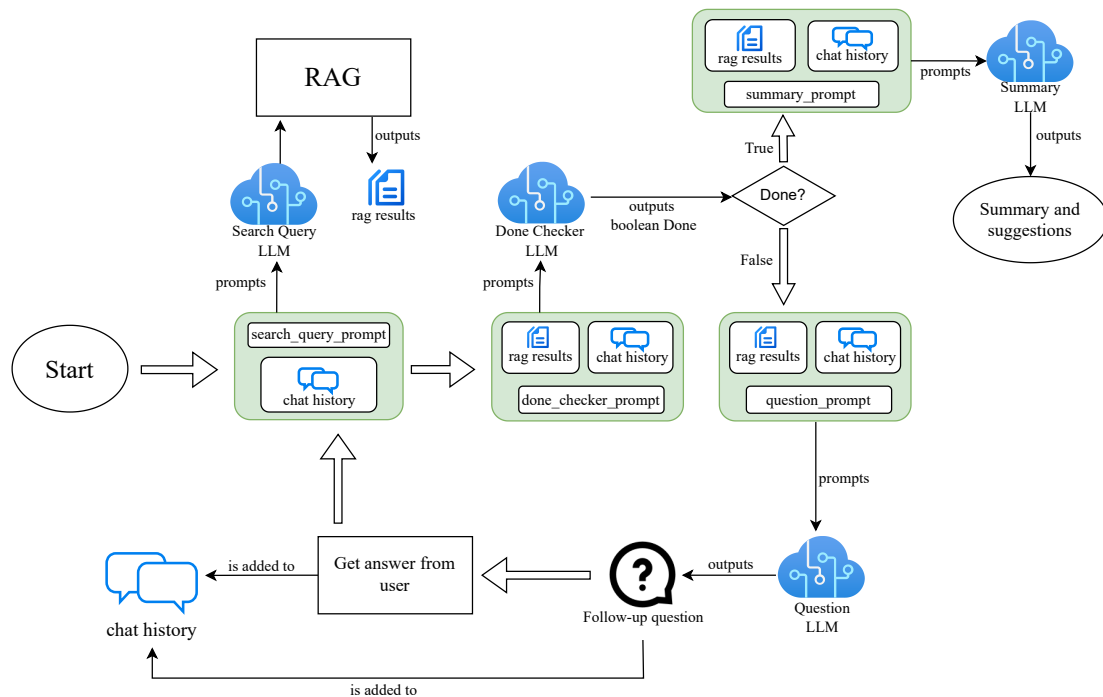 RAG
outputs
rag results
Search Query
LLM
prompts
Start
search_query_prompt
chat history
rag results
chat history
summary_prompt
prompts
Summary
LLM
outputs
Summary and
suggestions
True
Done?
False
outputs
boolean Done
Done Checker
LLM
prompts
rag results
chat history
done_checker_prompt
rag results
chat history
question_prompt
prompts
Question
LLM
outputs
?
Follow-up question
Get answer from
user
is added to
chat history
is added to